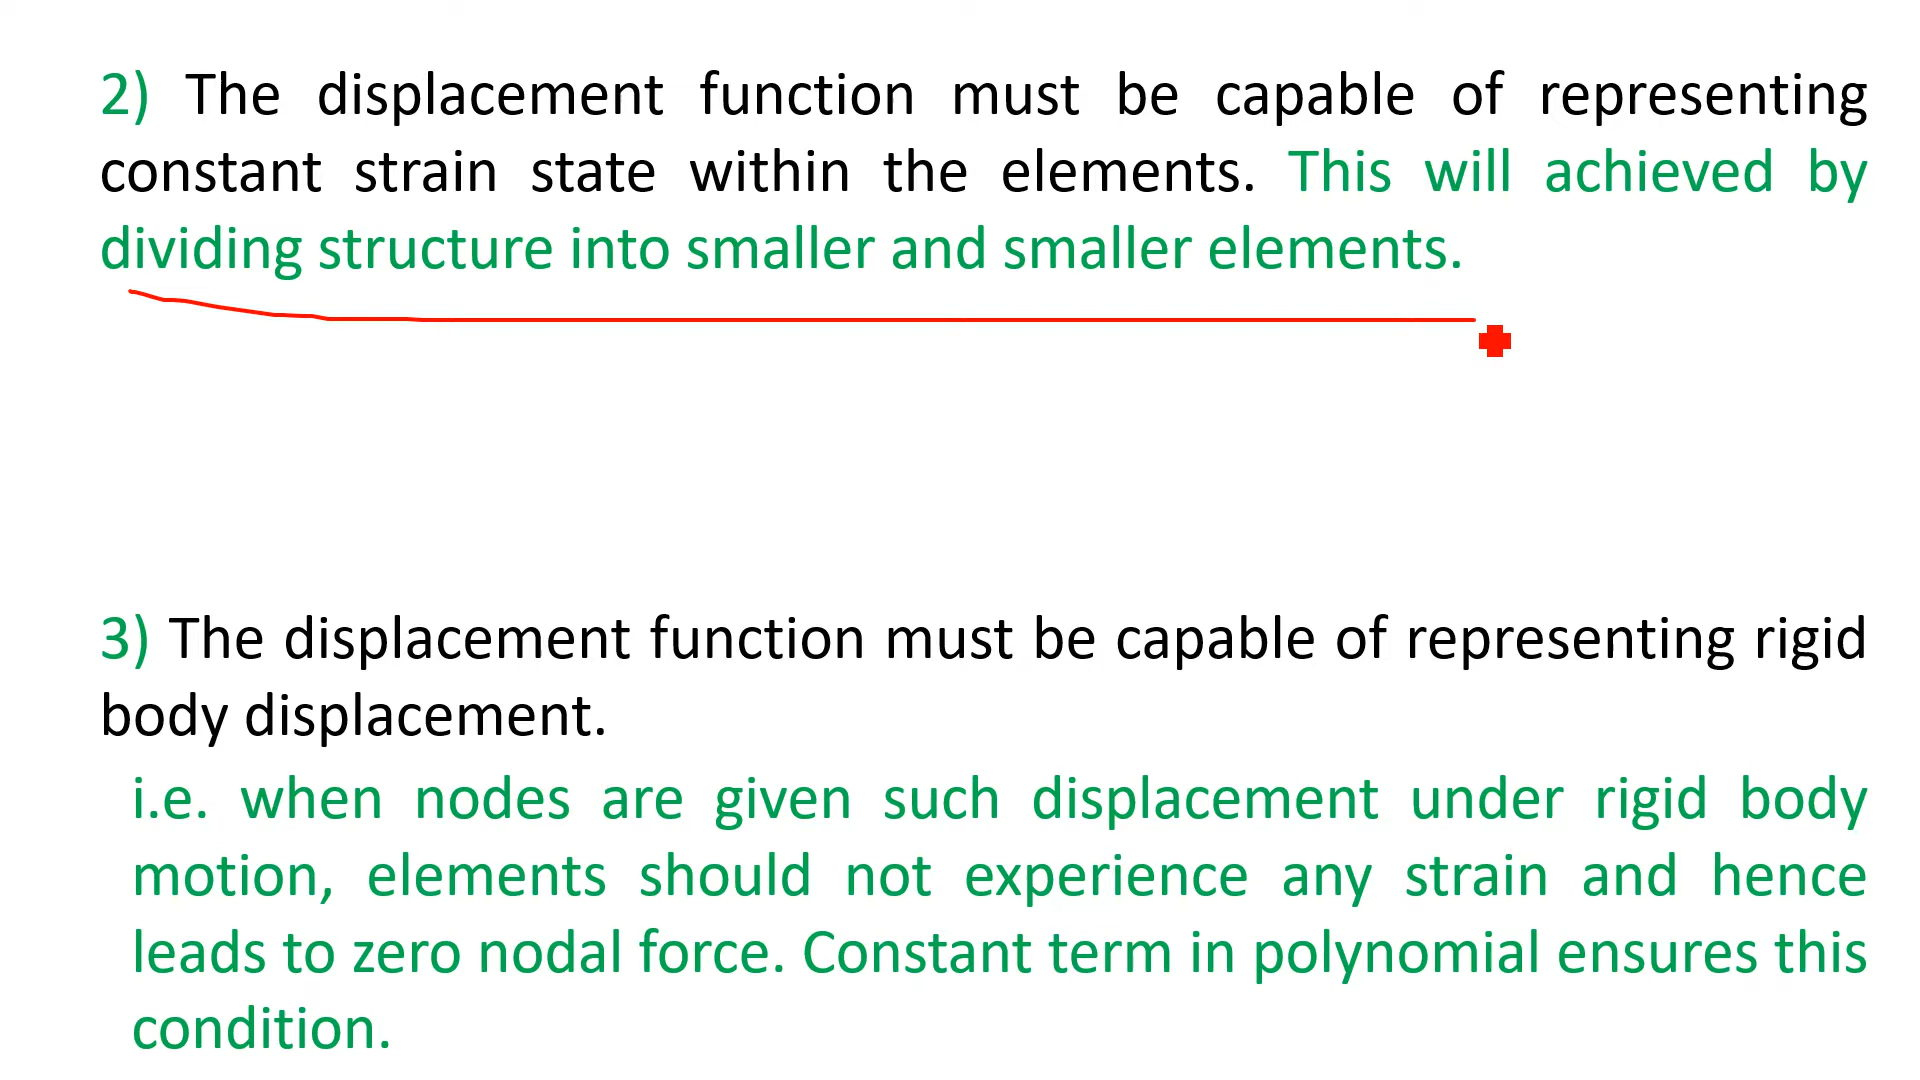 2) The displacement function must be capable of representing
constant strain state within the elements. This will achieved by
dividing structure into smaller and smaller elements.
3) The displacement function must be capable of representing rigid
body displacement.
i.e. when nodes are given such displacement under rigid body
motion, elements should not experience any strain and hence
leads to zero nodal force. Constant term in polynomial ensures this
condition.